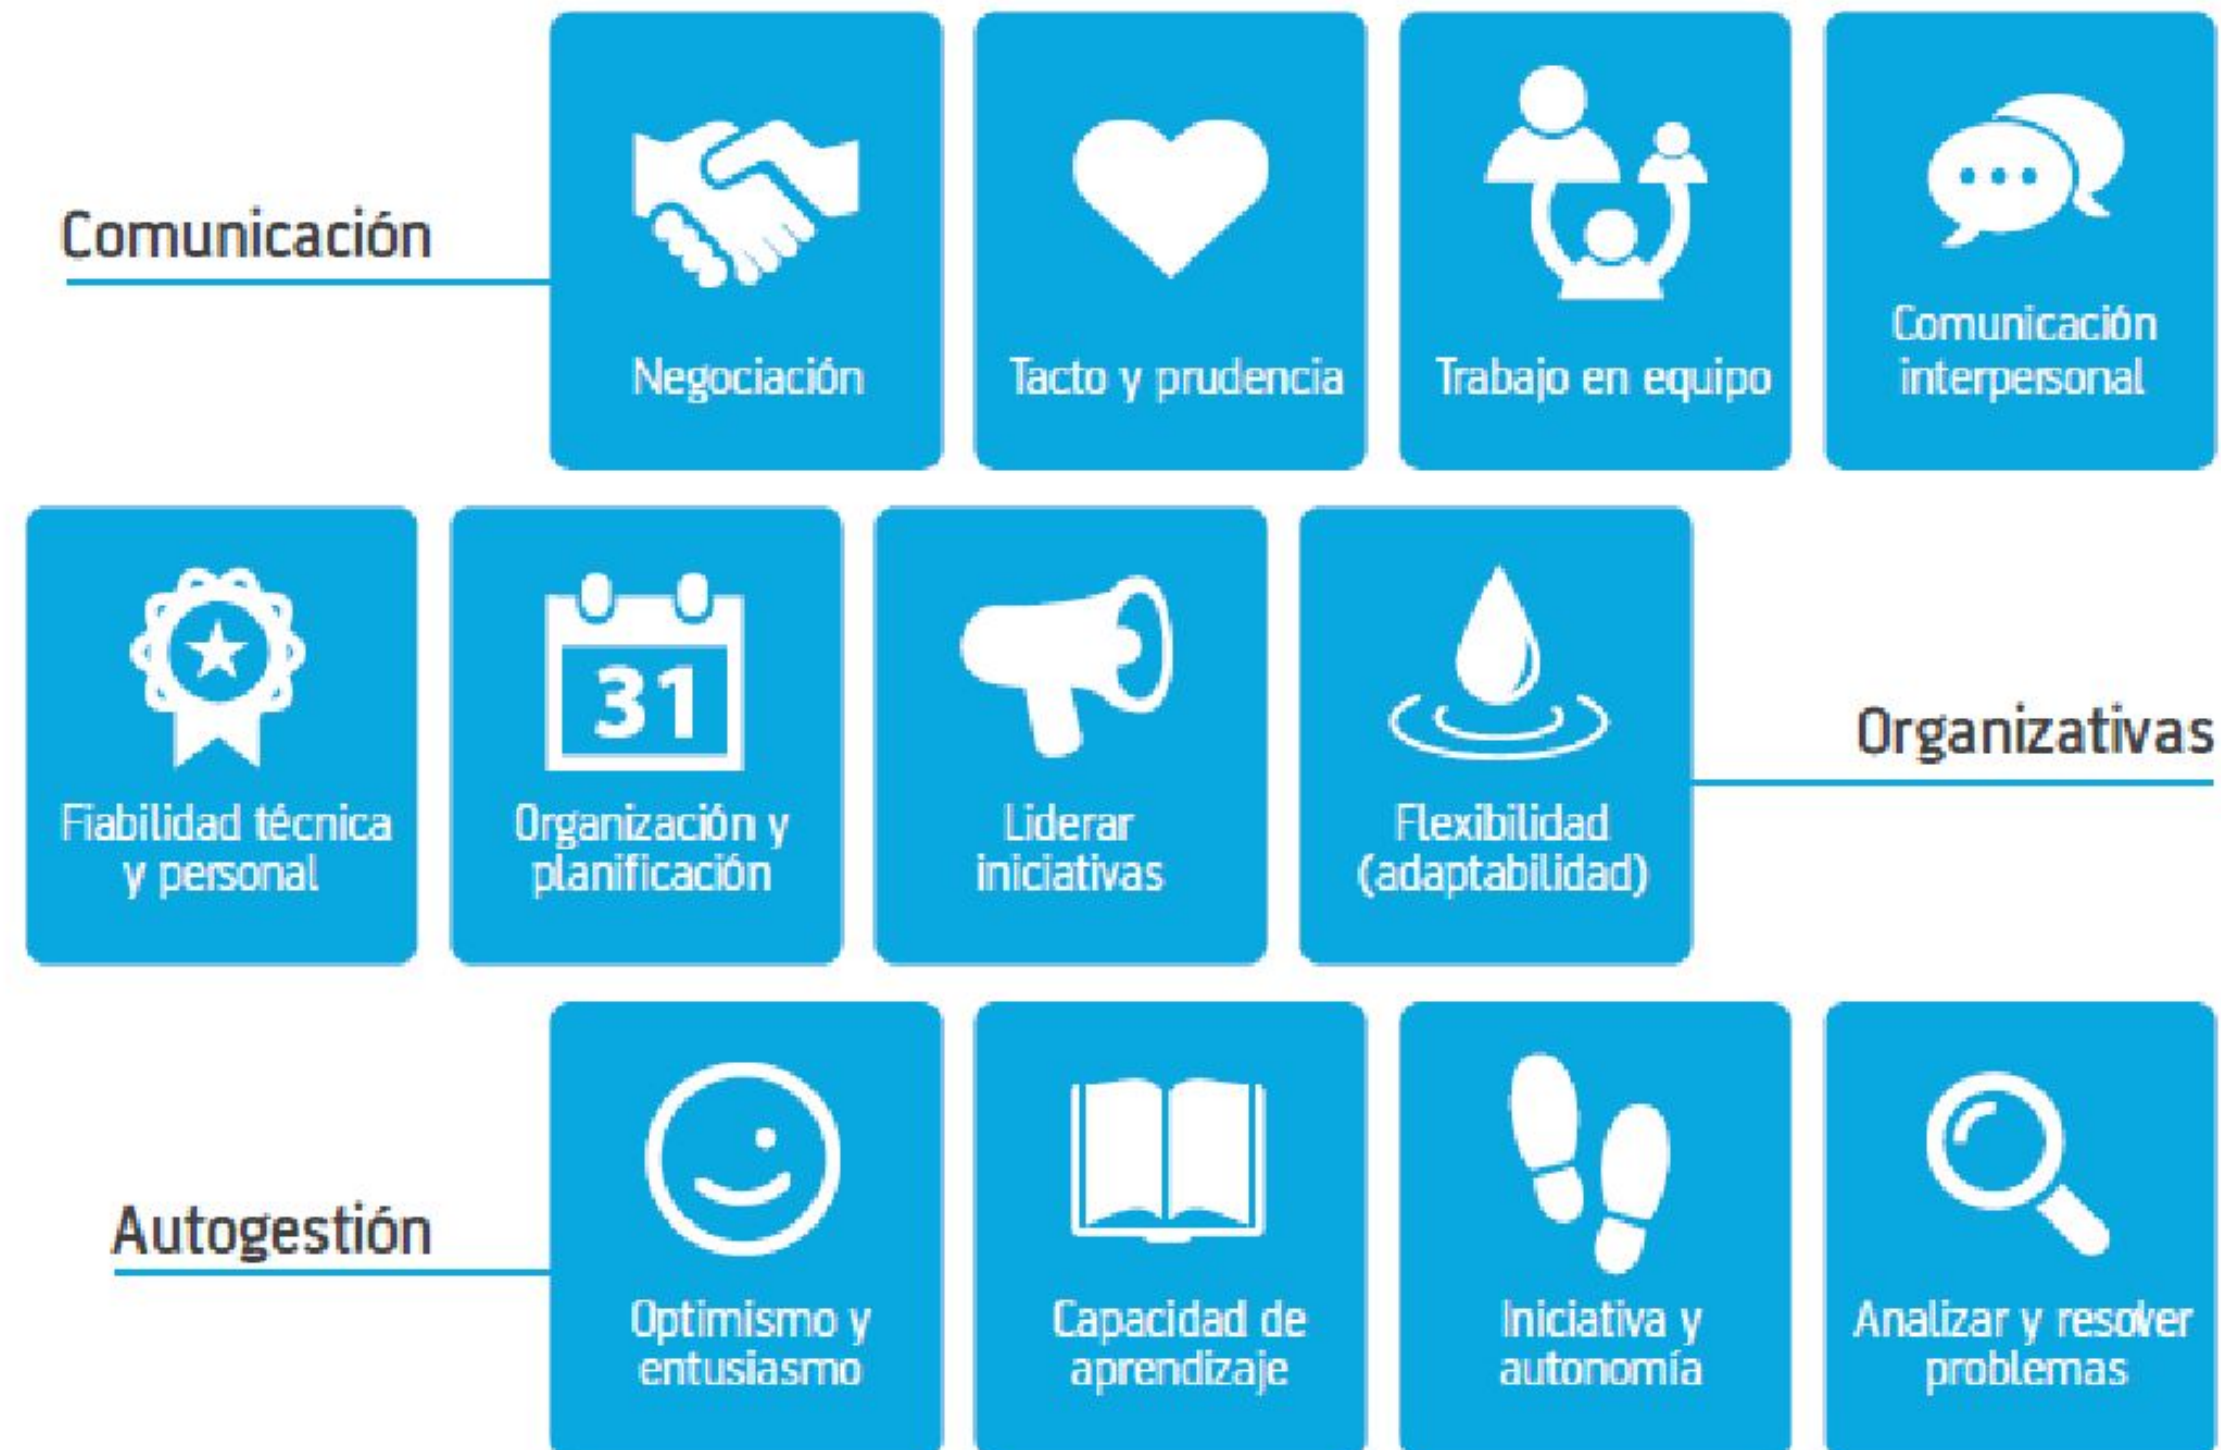 Comunicación
Negociación
Tacto y prudencia
Trabajo en equipo
Comunicación
interpersonal
Fiabilidad técnica
y personal
31
Organización y
planificación
Liderar
iniciativas
Flexibilidad
(adaptabilidad)
Organizativas
Autogestión
Optimismo y
entusiasmo
Capacidad de
aprendizaje
Iniciativa y
autonomía
Analizar y resolver
problemas